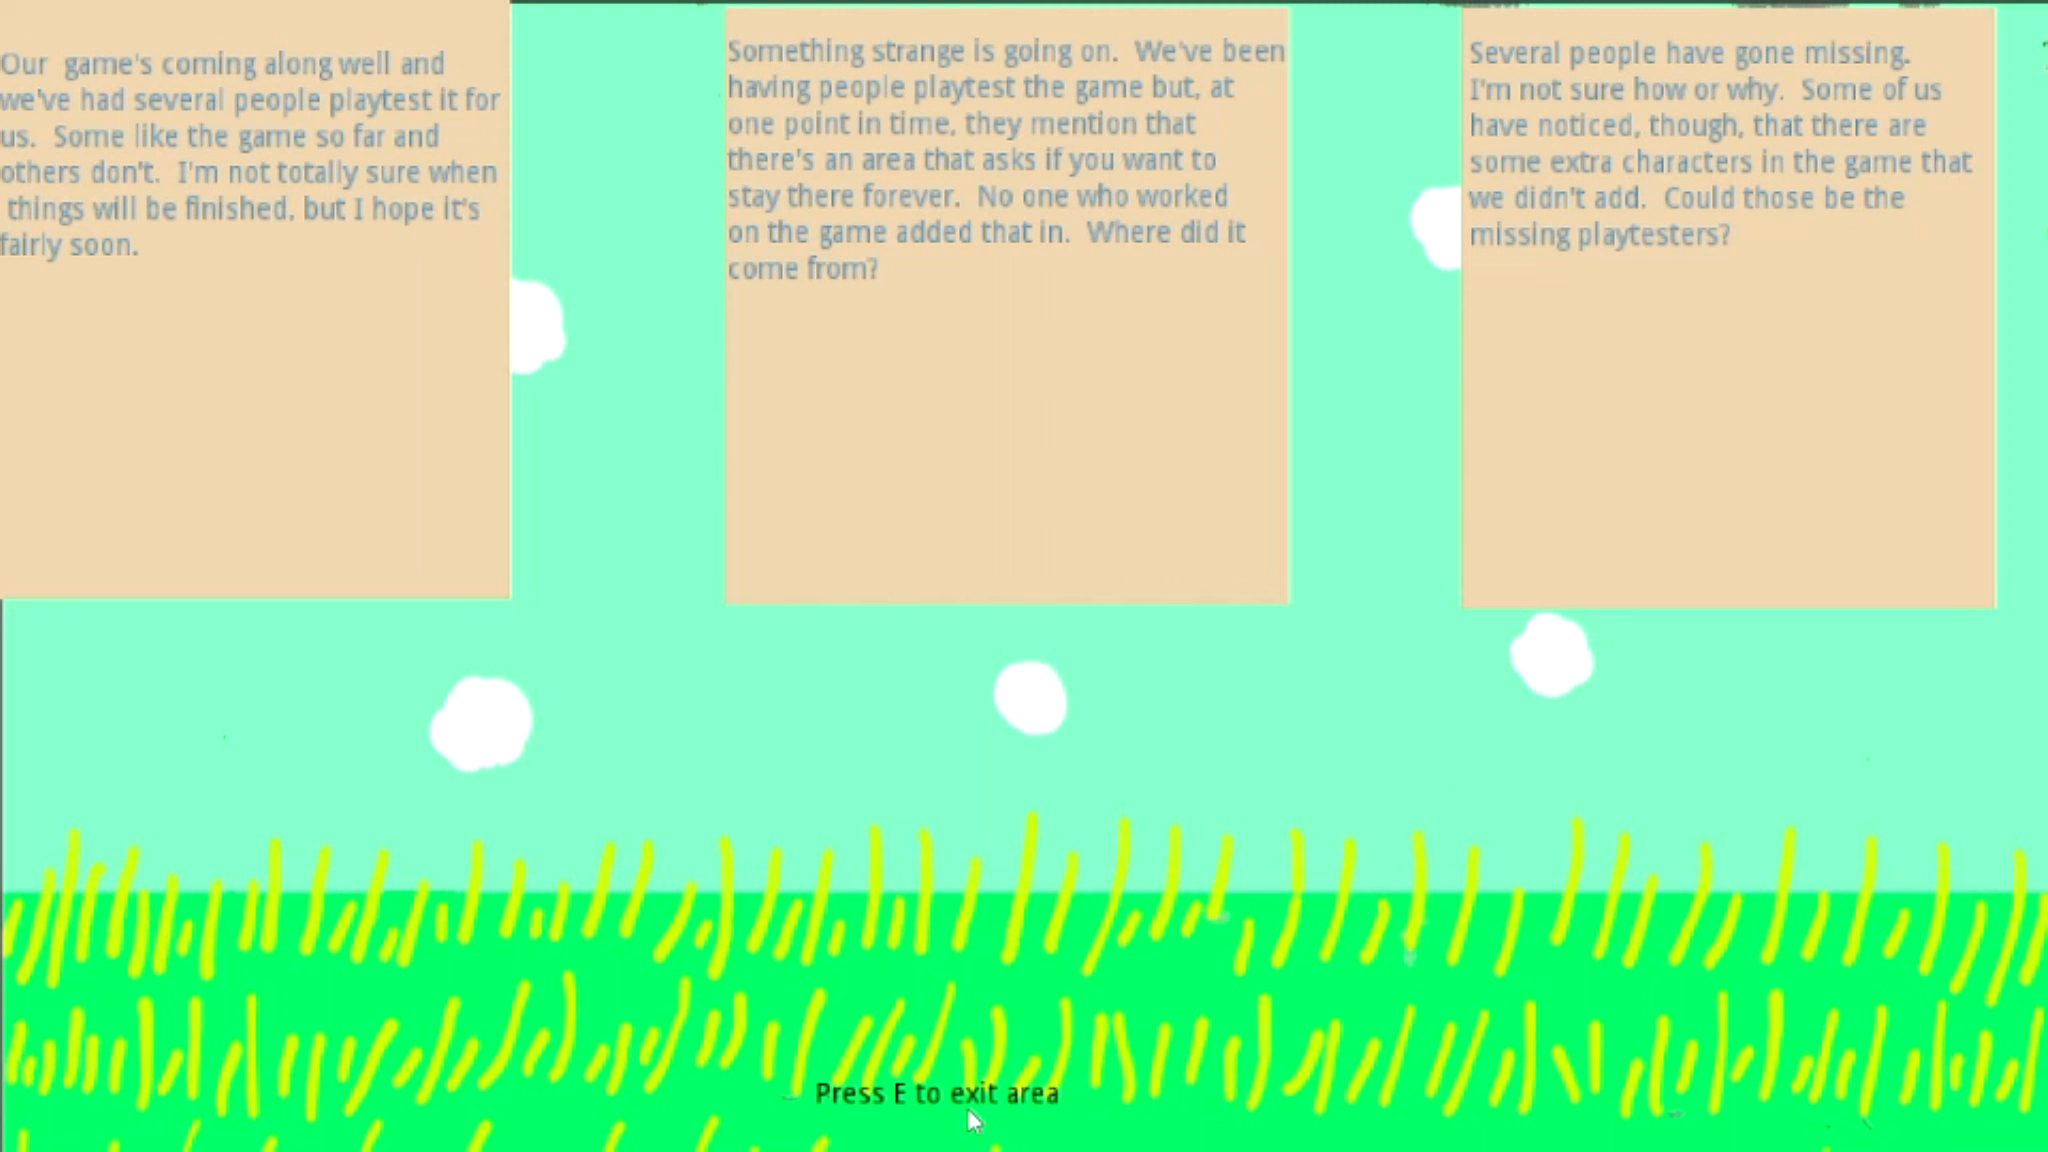 Our  game's coming along well and
we've had several people playtest it for
us.  Some like the game so far and
others don't.  I'm not totally sure when
things will be finished, but I hope it's
fairly soon.
Something strange is going on.  We've been
having people playtest the game but, at
one point in time, they mention that
there's an area that asks if you want to
stay there forever.  No one who worked
on the game added that in.  Where did it
come from?
Several people have gone missing.
I'm not sure how or why.  Some of us
have noticed, though, that there are
some extra characters in the game that
we didn't add.  Could those be the
missing playtesters?
Press E to exit area